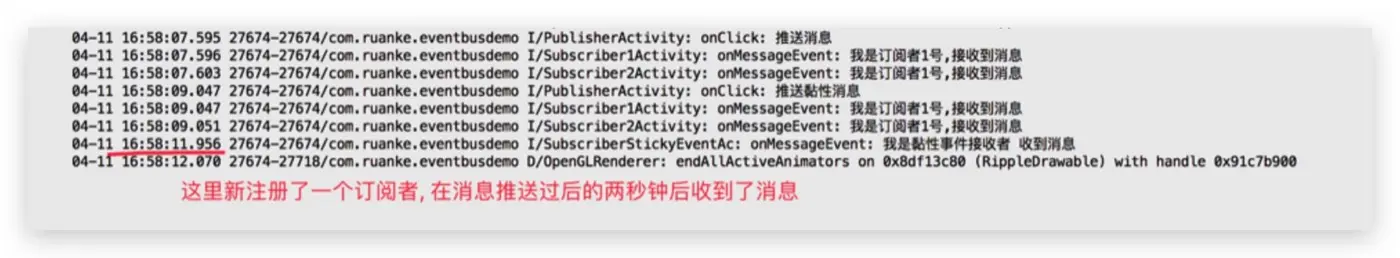 04-11 16:58:07.595 27674-27674/com.ruanke.eventbusdemo I/PublisherActivity: onClick: 推送消息
04-11 16:58:07.596 27674-27674/com.ruanke.eventbusdemo I/Subscriber1Activity: onMessageEvent: 我是订阅者1号,接收到消息
04-11 16:58:07.603 27674-27674/com.ruanke.eventbusdemo I/Subscriber2Activity: onMessageEvent: 我是订阅者1号,接收到消息
04-11 16:58:09.047 27674-27674/com.ruanke.eventbusdemo I/PublisherActivity: onClick: 推送黏性消息
04-11 16:58:09.047 27674-27674/com.ruanke.eventbusdemo I/Subscriber1Activity: onMessageEvent: 我是订阅者1号,接收到消息
04-11 16:58:09.051 27674-27674/com.ruanke.eventbusdemo I/Subscriber2Activity: onMessageEvent: 我是订阅者1号,接收到消息
04-11 16:58:11.956 27674-27674/com.ruanke.eventbusdemo I/SubscriberStickyEventAc: onMessageEvent: 我是黏性事件接收者 收到消息
04-11 16:58:12.070 27674-27718/com.ruanke.eventbusdemo D/OpenGLRenderer: endAllActiveAnimators on 0x8df13c80 (RippleDrawable) with handle 0x91c7b900
这里新注册了一个订阅者, 在消息推送过后的两秒钟后收到了消息